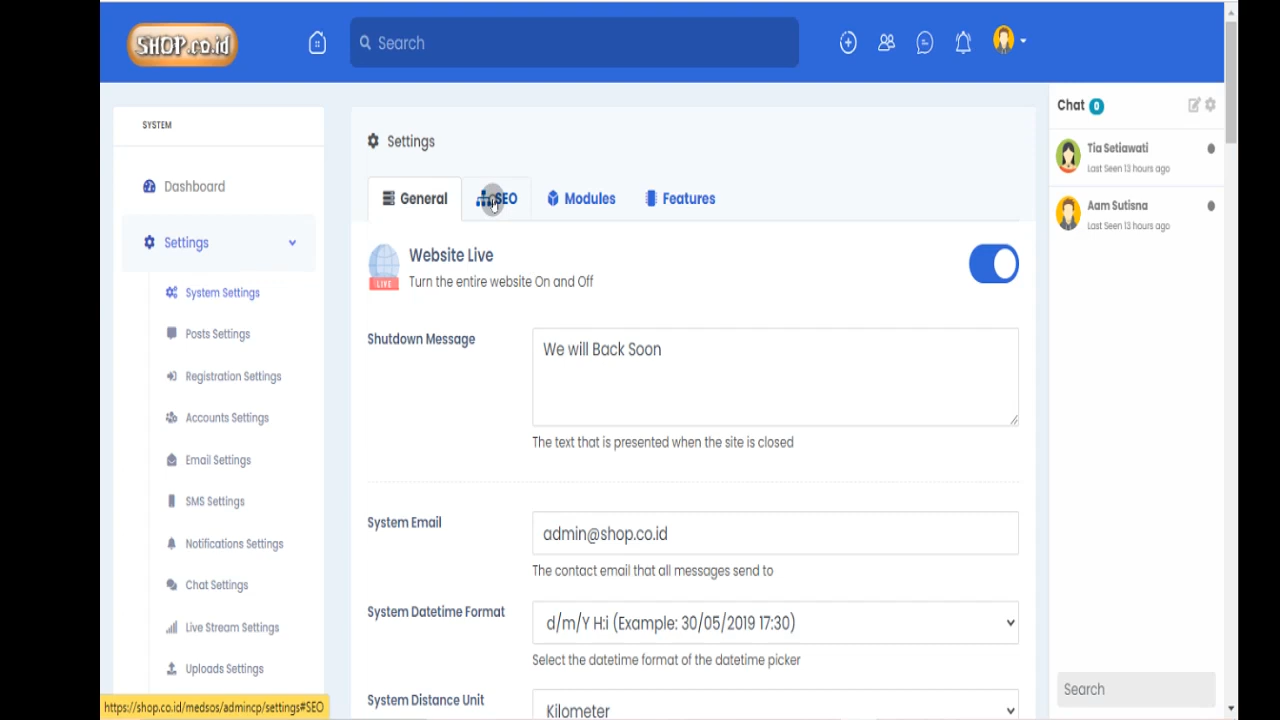 SHOP.co.id
Search
SYSTEM
Dashboard
Settings
System Settings
Posts Settings
Registration Settings
Accounts Settings
Email Settings
SMS Settings
Notifications Settings
Chat Settings
Live Stream Settings
Uploads Settings
Settings
General SEO Modules Features
LIVE
Website Live
Turn the entire website On and Off
Shutdown Message
We will Back Soon
The text that is presented when the site is closed
System Email
admin@shop.co.id
The contact email that all messages send to
System Datetime Format
d/m/Y H:i (Example: 30/05/2019 17:30)
Select the datetime format of the datetime picker
System Distance Unit
Kilometer
Chat 0
Tia Setiawati
Last Seen 13 hours ago
Aam Sutisna
Last Seen 13 hours ago
Search
https://shop.co.id/medsos/admincp/settings#SEO